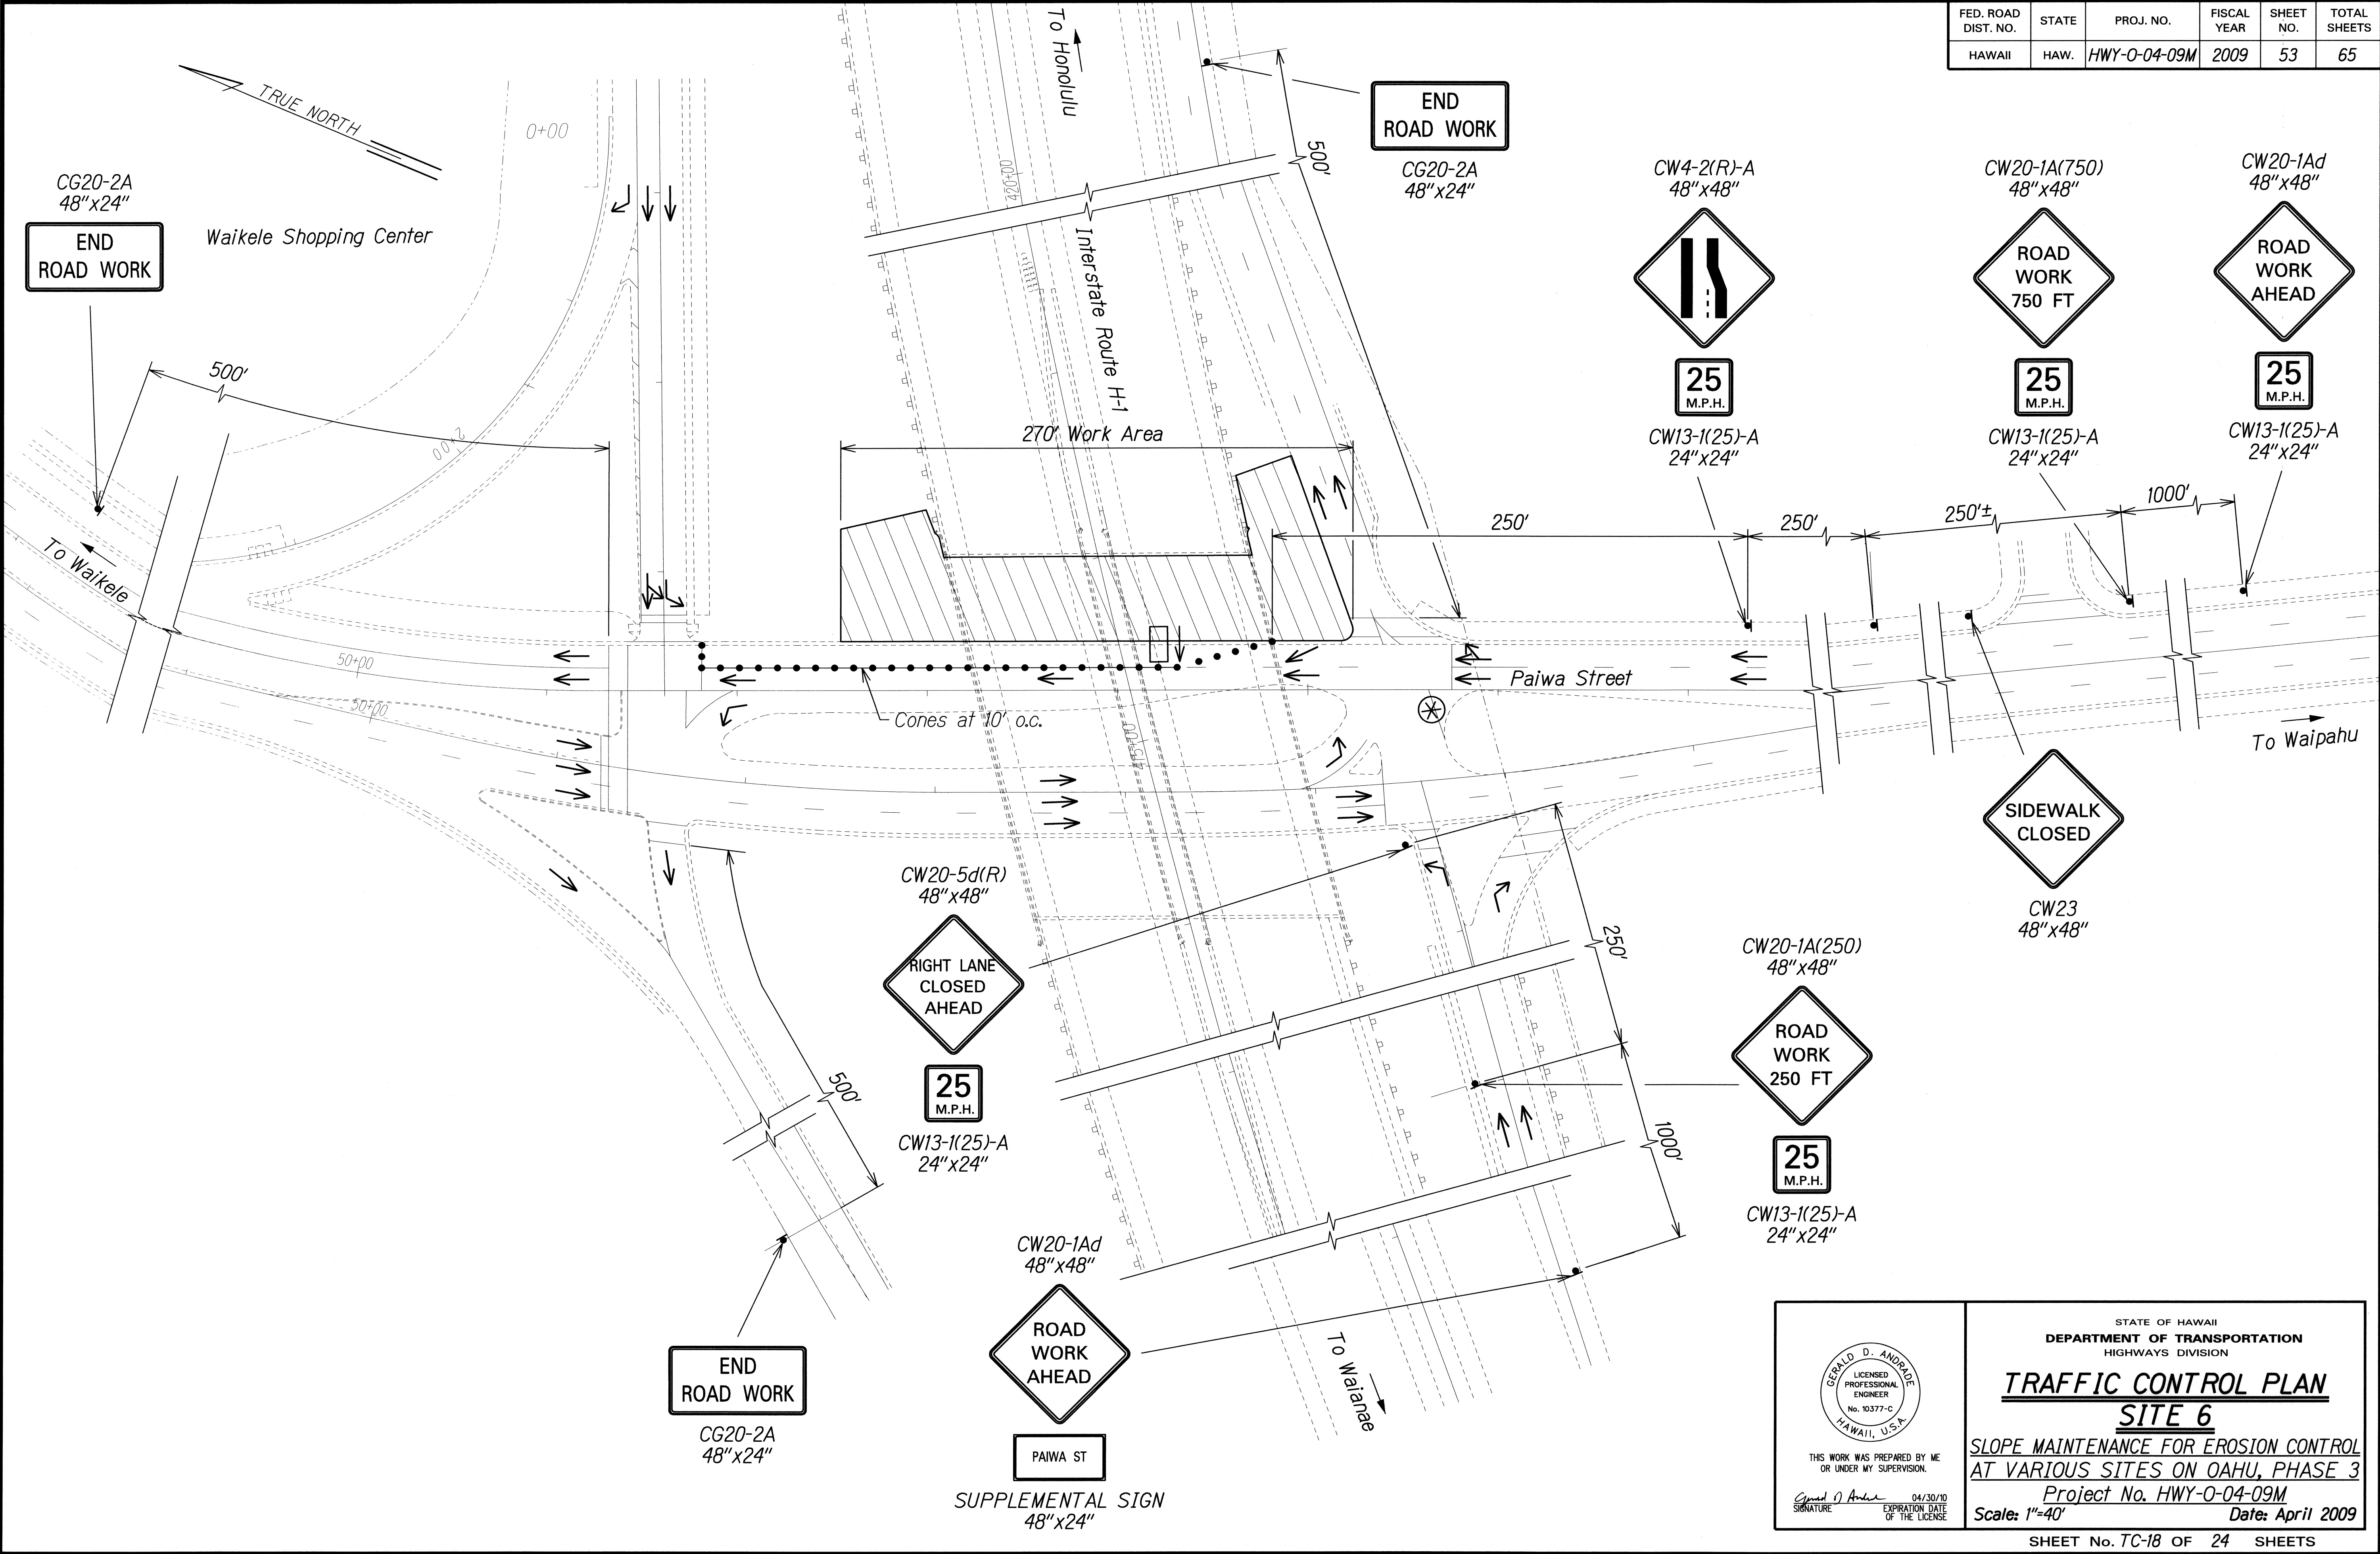 FED. ROAD DIST. NO.
STATE
PROJ. NO.
FISCAL YEAR
SHEET NO.
TOTAL SHEETS
HAWAII
HAW.
HWY-O-04-09M
2009
53
65
TRUE NORTH
0+00
To Honolulu
END
ROAD WORK
CG20-2A
48"x24"
500'
CG20-2A
48"x24"
END
ROAD WORK
Waikele Shopping Center
420+00
Interstate Route H-1
CW4-2(R)-A
48"x48"
25
M.P.H.
CW13-1(25)-A
24"x24"
CW20-1A(750)
48"x48"
ROAD
WORK
750 FT
25
M.P.H.
CW13-1(25)-A
24"x24"
CW20-1Ad
48"x48"
ROAD
WORK
AHEAD
25
M.P.H.
CW13-1(25)-A
24"x24"
500'
2+00
270' Work Area
250'
250'
250'±
1000'
To Waikele
50+00
50+00
Cones at 10' o.c.
415+00
Paiwa Street
To Waipahu
SIDEWALK
CLOSED
CW23
48"x48"
CW20-5d(R)
48"x48"
RIGHT LANE
CLOSED
AHEAD
25
M.P.H.
CW13-1(25)-A
24"x24"
250'
CW20-1A(250)
48"x48"
ROAD
WORK
250 FT
25
M.P.H.
CW13-1(25)-A
24"x24"
500'
1000'
END
ROAD WORK
CG20-2A
48"x24"
CW20-1Ad
48"x48"
ROAD
WORK
AHEAD
PAIWA ST
SUPPLEMENTAL SIGN
48"x24"
To Waianae
GERALD D. ANDRADE
LICENSED
PROFESSIONAL
ENGINEER
No. 10377-C
HAWAII, U.S.A.
THIS WORK WAS PREPARED BY ME
OR UNDER MY SUPERVISION.
Gerald D Andrade
04/30/10
SIGNATURE
EXPIRATION DATE
OF THE LICENSE
STATE OF HAWAII
DEPARTMENT OF TRANSPORTATION
HIGHWAYS DIVISION
TRAFFIC CONTROL PLAN
SITE 6
SLOPE MAINTENANCE FOR EROSION CONTROL
AT VARIOUS SITES ON OAHU, PHASE 3
Project No. HWY-O-04-09M
Scale: 1"=40'
Date: April 2009
SHEET No. TC-18 OF 24 SHEETS